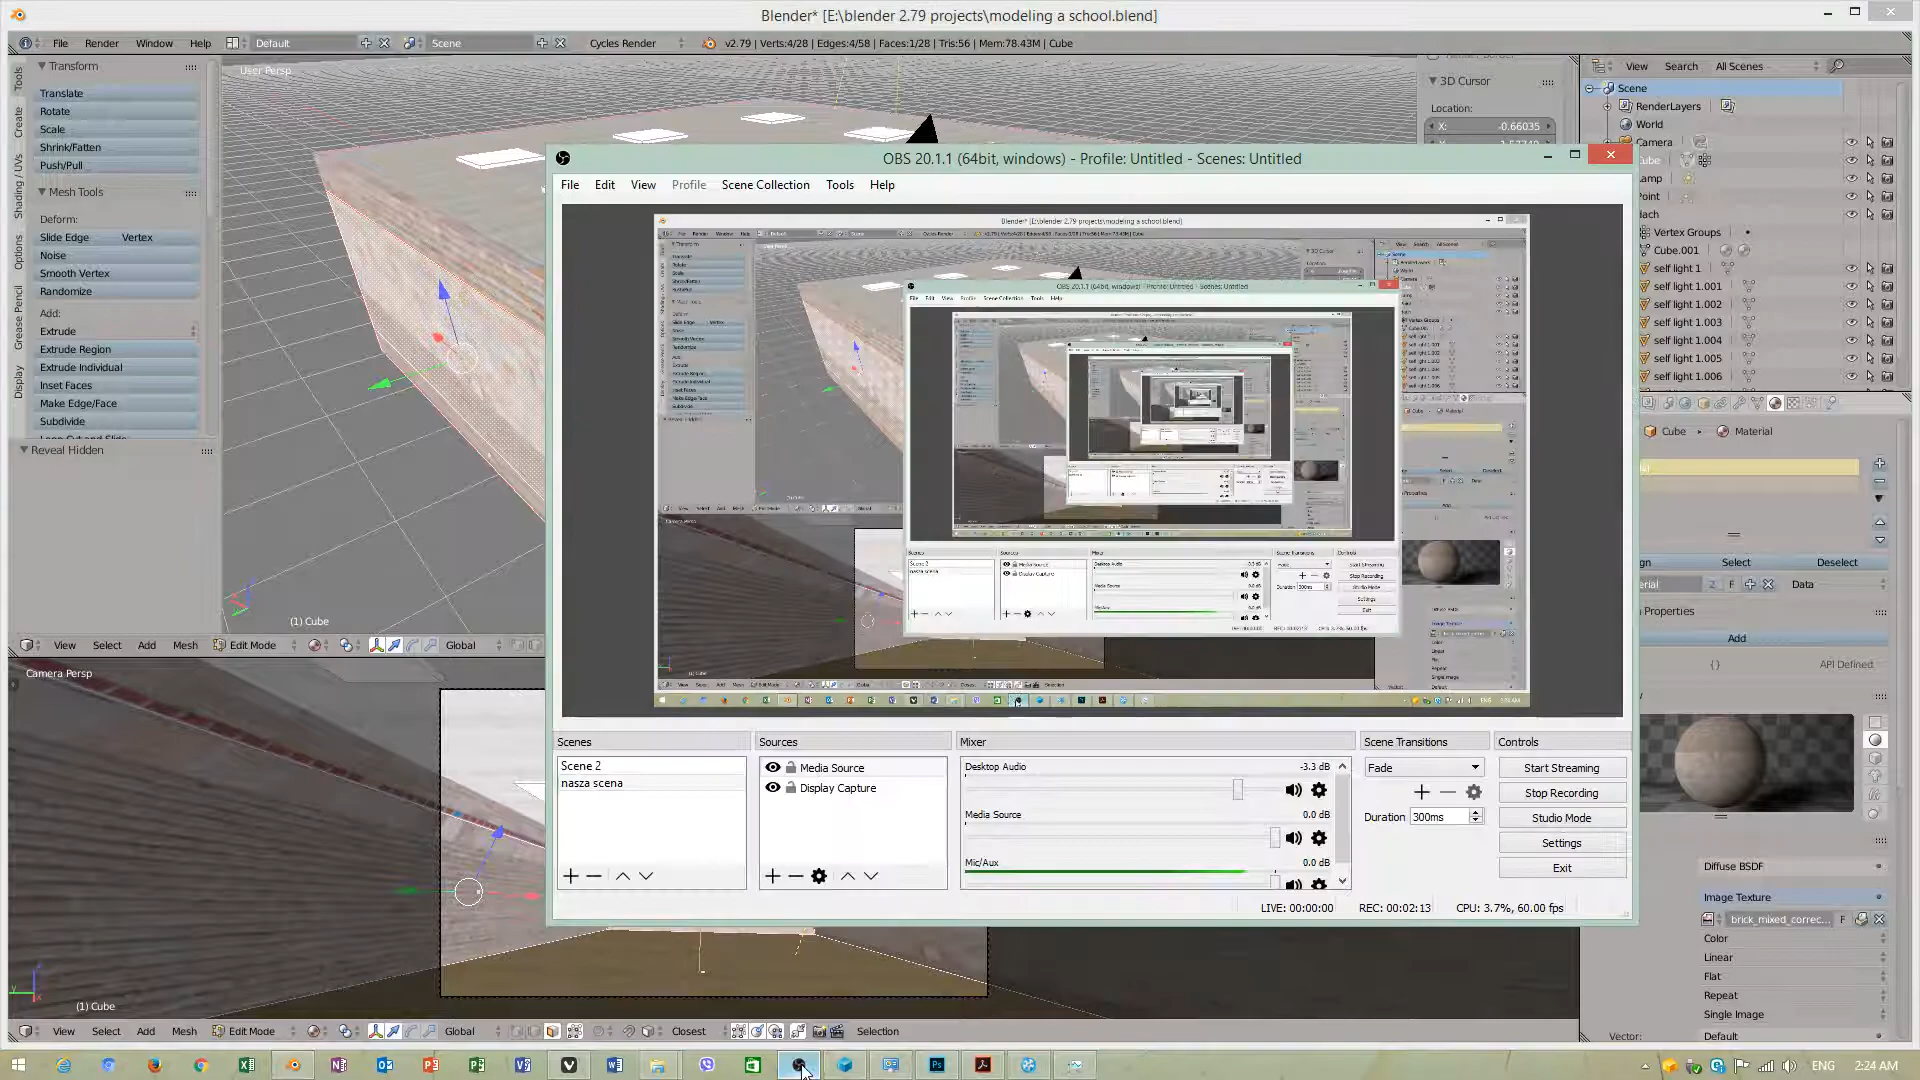 Blender* [E:\blender 2.79 projects\modeling a school.blend]
File Render Window Help Default Scene Cycles Render v2.79 | Verts:4/28 | Edges:4/58 | Faces:1/28 | Tris:56 | Mem:78.43M | Cube
Transform
Translate
Rotate
Scale
Shrink/Fatten
Push/Pull
Mesh Tools
Deform:
Slide Edge Vertex
Noise
Smooth Vertex
Randomize
Add:
Extrude
Extrude Region
Extrude Individual
Inset Faces
Make Edge/Face
Subdivide
Reveal Hidden
Tools
Create
Shading / UVs
Options
Grease Pencil
Display
User Persp
(1) Cube
View Select Add Mesh Edit Mode Global
3D Cursor
Location:
X: -0.66035
View Search All Scenes
Scene
RenderLayers
World
Camera
Vertex Groups
Cube.001
self light 1
self light 1.001
self light 1.002
self light 1.003
self light 1.004
self light 1.005
self light 1.006
Cube Material
Select Deselect
2 F Data
Add
API Defined
Diffuse BSDF
Image Texture
brick_mixed_correc... F
Color
Linear
Flat
Repeat
Single Image
Vector: Default
OBS 20.1.1 (64bit, windows) - Profile: Untitled - Scenes: Untitled
File Edit View Profile Scene Collection Tools Help
Scenes
Scene 2
nasza scena
Sources
Media Source
Display Capture
Mixer
Desktop Audio -3.3 dB
Media Source 0.0 dB
Mic/Aux 0.0 dB
Scene Transitions
Fade
Duration 300ms
Controls
Start Streaming
Stop Recording
Studio Mode
Settings
Exit
LIVE: 00:00:00 REC: 00:02:13 CPU: 3.7%, 60.00 fps
Camera Persp
(1) Cube
View Select Add Mesh Edit Mode Global Closest Selection
ENG 2:24 AM